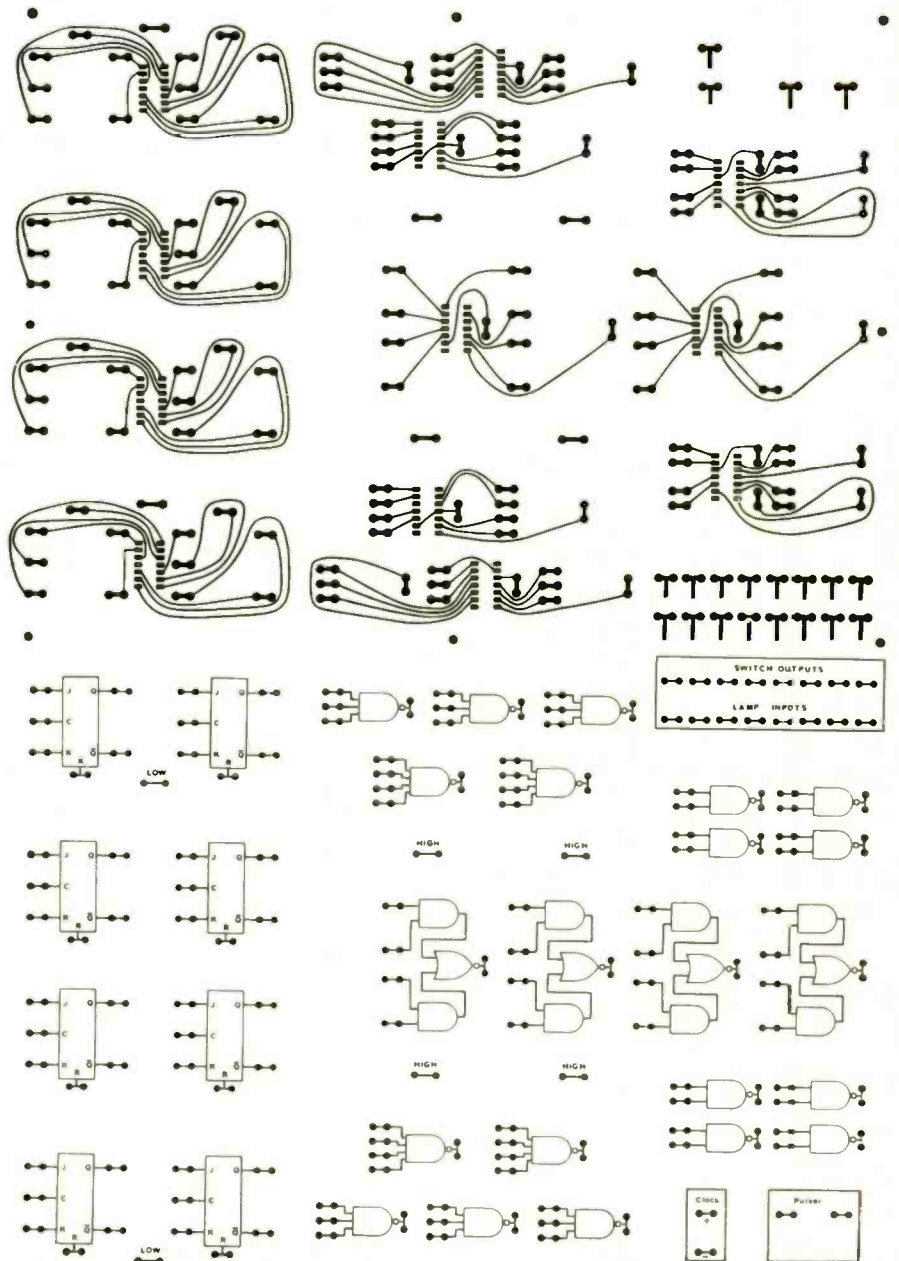 SWITCH OUTPUTS
LAMP INPUTS
J Q J Q
C C
K Q̄ K Q̄
R R
LOW
HIGH HIGH
J Q J Q
C C
K Q̄ K Q̄
R R
J Q J Q
C C
K Q̄ K Q̄
R R
HIGH HIGH
J Q J Q
C C
K Q̄ K Q̄
R R
LOW
Clock
Pulser